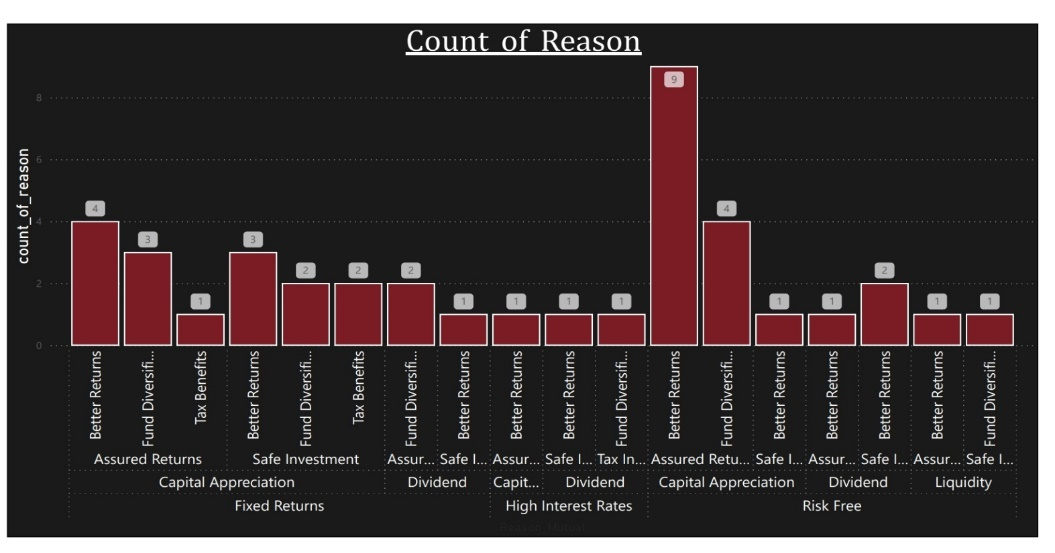 Count of Reason
count_of_reason
8
6
4
2
0
4
3
1
3
2
2
2
1
1
1
1
9
4
1
1
2
1
1
Better Returns
Fund Diversifi...
Tax Benefits
Better Returns
Fund Diversifi...
Tax Benefits
Fund Diversifi...
Better Returns
Better Returns
Better Returns
Fund Diversifi...
Better Returns
Fund Diversifi...
Better Returns
Better Returns
Better Returns
Better Returns
Fund Diversifi...
Assured Returns Safe Investment Assur... Safe I... Assur... Safe I... Tax In... Assured Retu... Safe I... Assur... Safe I... Assur... Safe I...
Capital Appreciation Dividend Capit... Dividend Capital Appreciation Dividend Liquidity
Fixed Returns High Interest Rates Risk Free